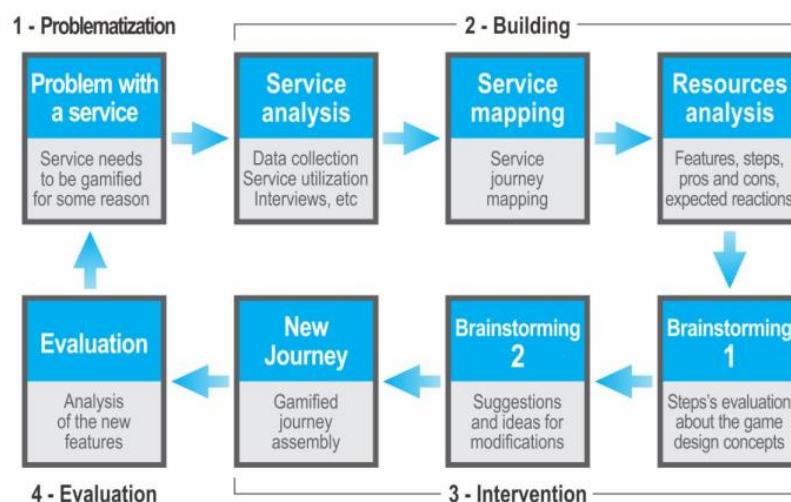 1 - Problematization
2 - Building
Problem with
a service
Service needs
to be gamified
for some reason
Service
analysis
Data collection
Service utilization
Interviews, etc
Service
mapping
Service
journey
mapping
Resources
analysis
Features, steps,
pros and cons,
expected reactions
Brainstorming
1
Steps's evaluation
about the game
design concepts
Brainstorming
2
Suggestions
and ideas for
modifications
New
Journey
Gamified
journey
assembly
Evaluation
Analysis
of the new
features
4 - Evaluation
3 - Intervention